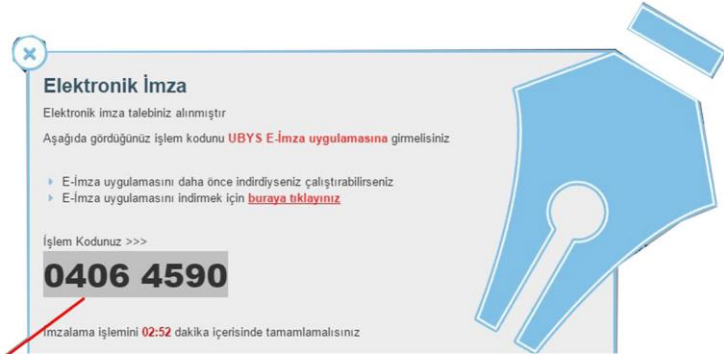 Elektronik İmza
Elektronik imza talebiniz alınmıştır
Aşağıda gördüğünüz işlem kodunu UBYS E-İmza uygulamasına girmelisiniz
E-İmza uygulamasını daha önce indirdiyseniz çalıştırabilirseniz
E-İmza uygulamasını indirmek için buraya tıklayınız
İşlem Kodunuz >>>
0406 4590
İmzalama işlemini 02:52 dakika içerisinde tamamlamalısınız